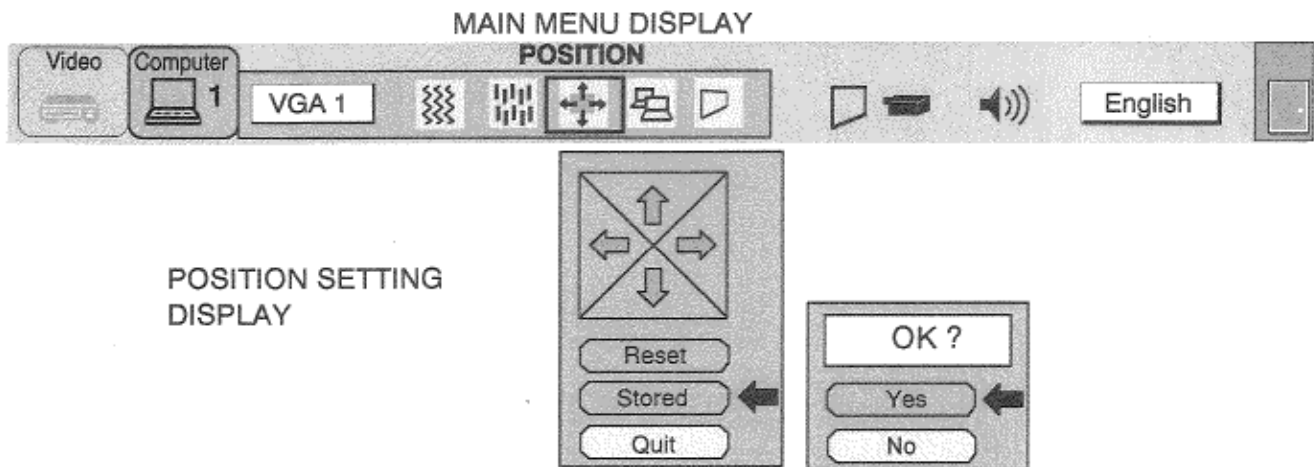 MAIN MENU DISPLAY
POSITION
Video
Computer
1
VGA 1
English
POSITION SETTING
DISPLAY
Reset
Stored
Quit
OK ?
Yes
No